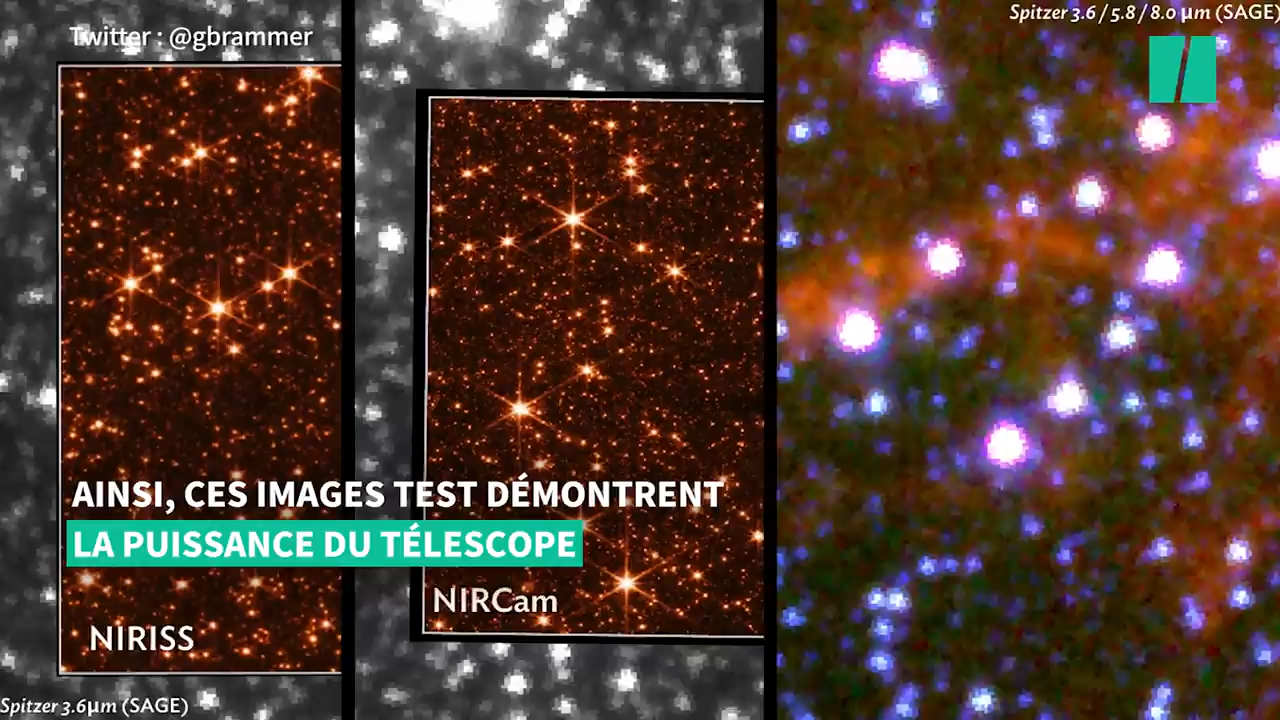 Spitzer 3.6 / 5.8 / 8.0 µm (SAGE)
Twitter : @gbrammer
AINSI, CES IMAGES TEST DÉMONTRENT
LA PUISSANCE DU TÉLESCOPE
NIRCam
NIRISS
Spitzer 3.6µm (SAGE)